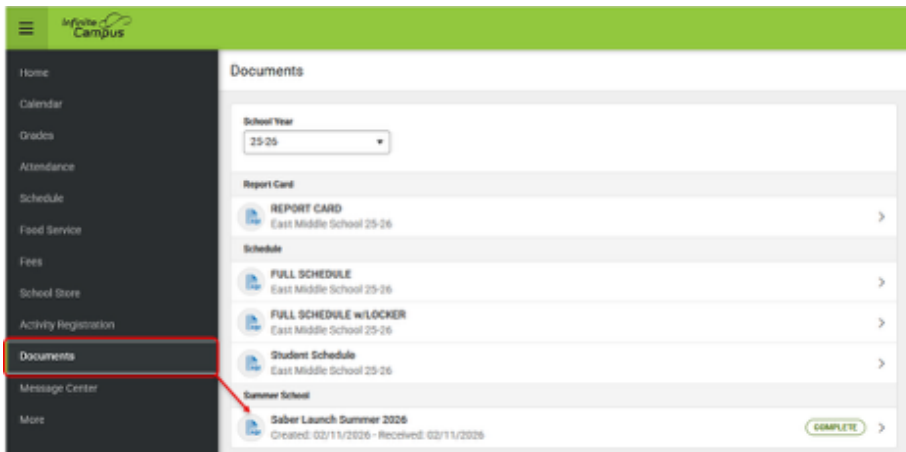 Infinite
Campus
Home
Calendar
Grades
Attendance
Schedule
Food Service
Fees
School Store
Activity Registration
Documents
Message Center
More
Documents
School Year
25-26
Report Card
REPORT CARD
East Middle School 25-26
Schedule
FULL SCHEDULE
East Middle School 25-26
FULL SCHEDULE w/LOCKER
East Middle School 25-26
Student Schedule
East Middle School 25-26
Summer School
Saber Launch Summer 2026
Created: 02/11/2026 - Received: 02/11/2026
COMPLETE